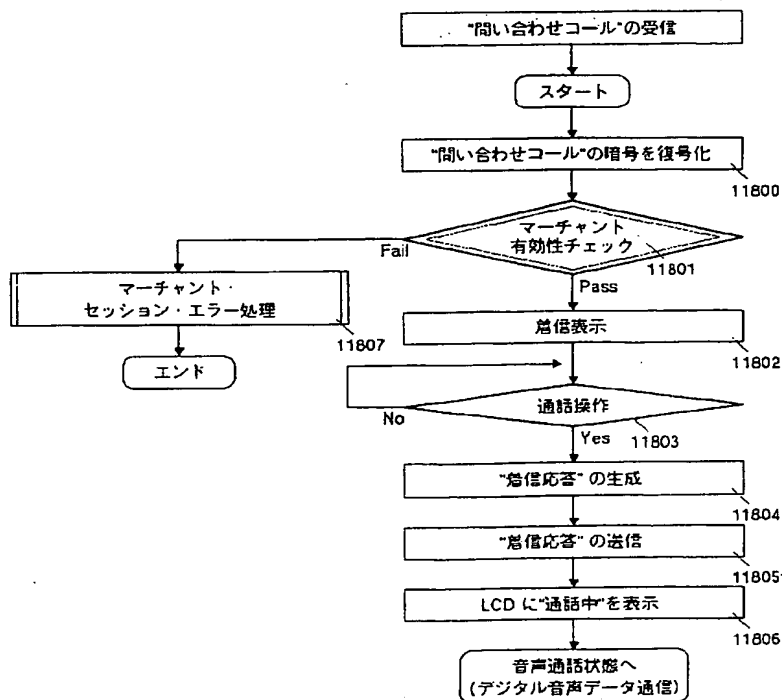 "問い合わせコール"の受信
スタート
"問い合わせコール"の暗号を復号化
11800
マーチャント
有効性チェック
11801
Fail
Pass
マーチャント・
セッション・エラー処理
11807
エンド
着信表示
11802
通話操作
11803
No
Yes
"着信応答"の生成
11804
"着信応答"の送信
11805
LCDに"通話中"を表示
11806
音声通話状態へ
(デジタル音声データ通信)